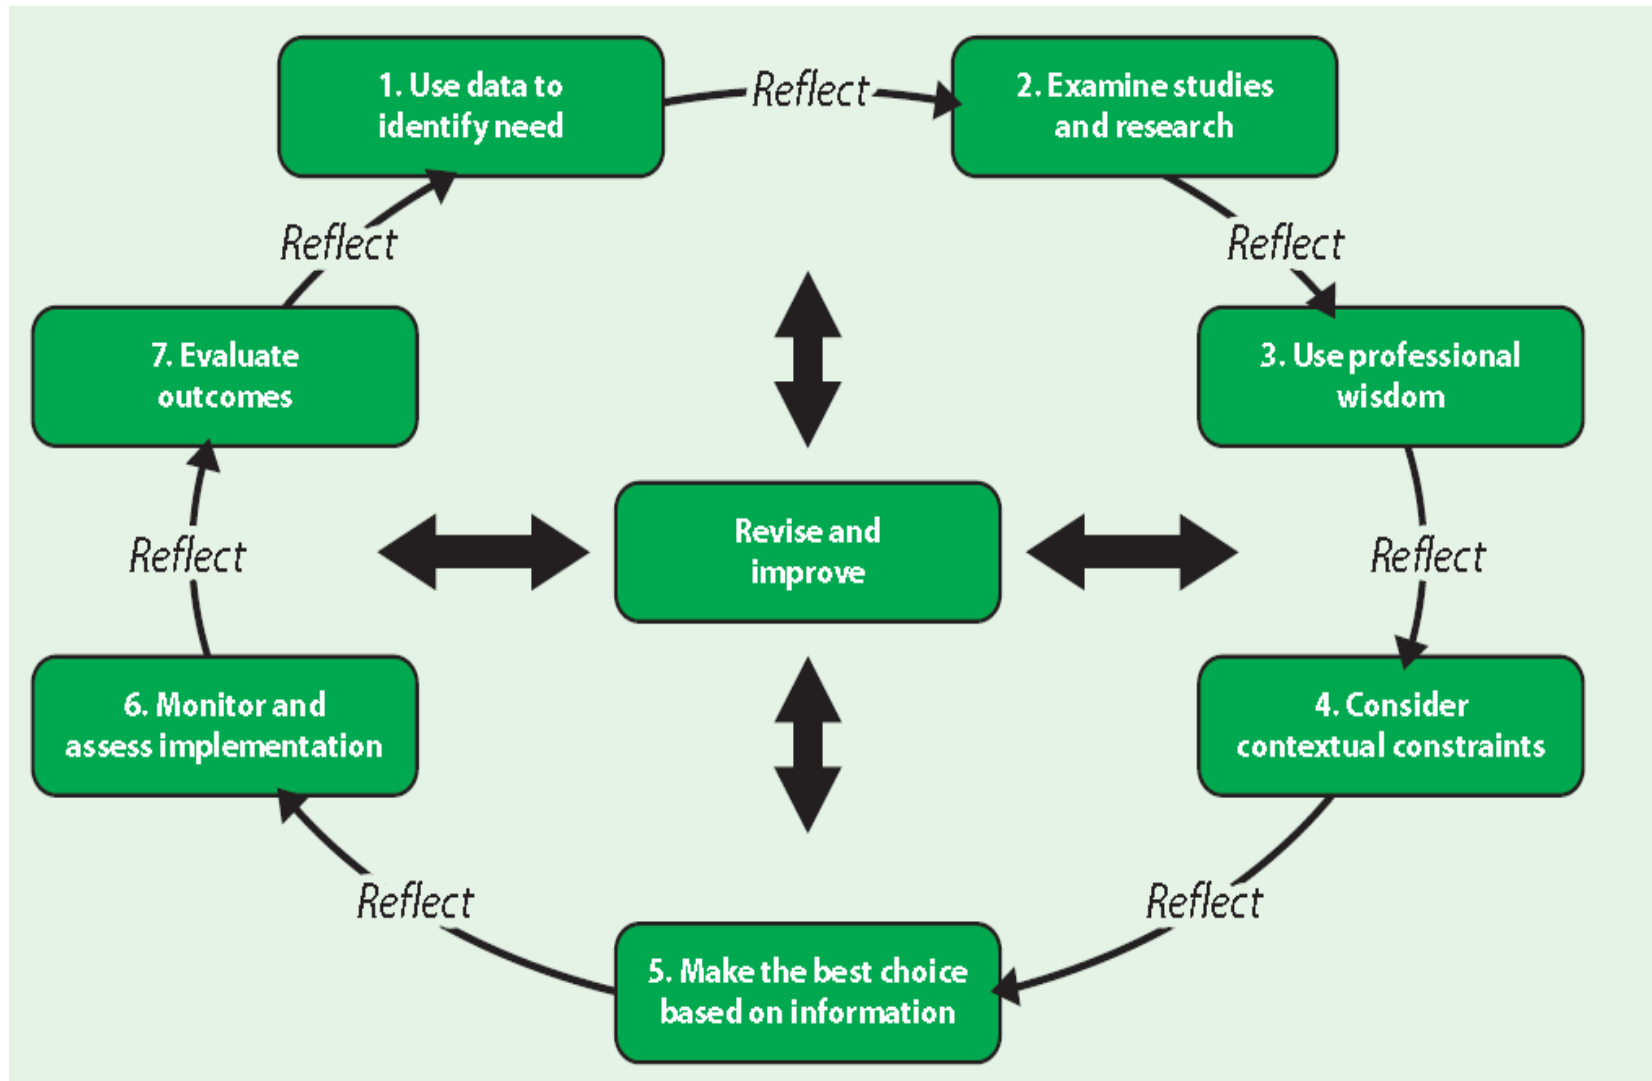 1. Use data to
identify need
Reflect
2. Examine studies
and research
Reflect
3. Use professional
wisdom
Reflect
4. Consider
contextual constraints
Reflect
5. Make the best choice
based on information
Reflect
6. Monitor and
assess implementation
Reflect
7. Evaluate
outcomes
Reflect
Revise and
improve